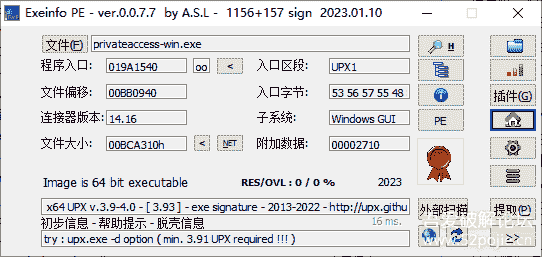 Exeinfo PE - ver.0.0.7.7 by A.S.L - 1156+157 sign 2023.01.10
文件(F) privateaccess-win.exe
H
程序入口: 019A1540 oo < 入口区段: UPX1
文件偏移: 00BB0940 入口字节: 53 56 57 55 48
插件(G)
连接器版本: 14.16 子系统: Windows GUI
PE
文件大小: 00BCA310h < NET 附加数据: 00002710
Image is 64 bit executable RES/OVL : 0 / 0 % 2023
x64 UPX v.3.9-4.0 - [ 3.93 ] - exe signature - 2013-2022 - http://upx.githu
外部扫描 提取(P)
初步信息 - 帮助提示 - 脱壳信息 16 ms.
try : upx.exe -d option ( min. 3.91 UPX required !!! )
>>